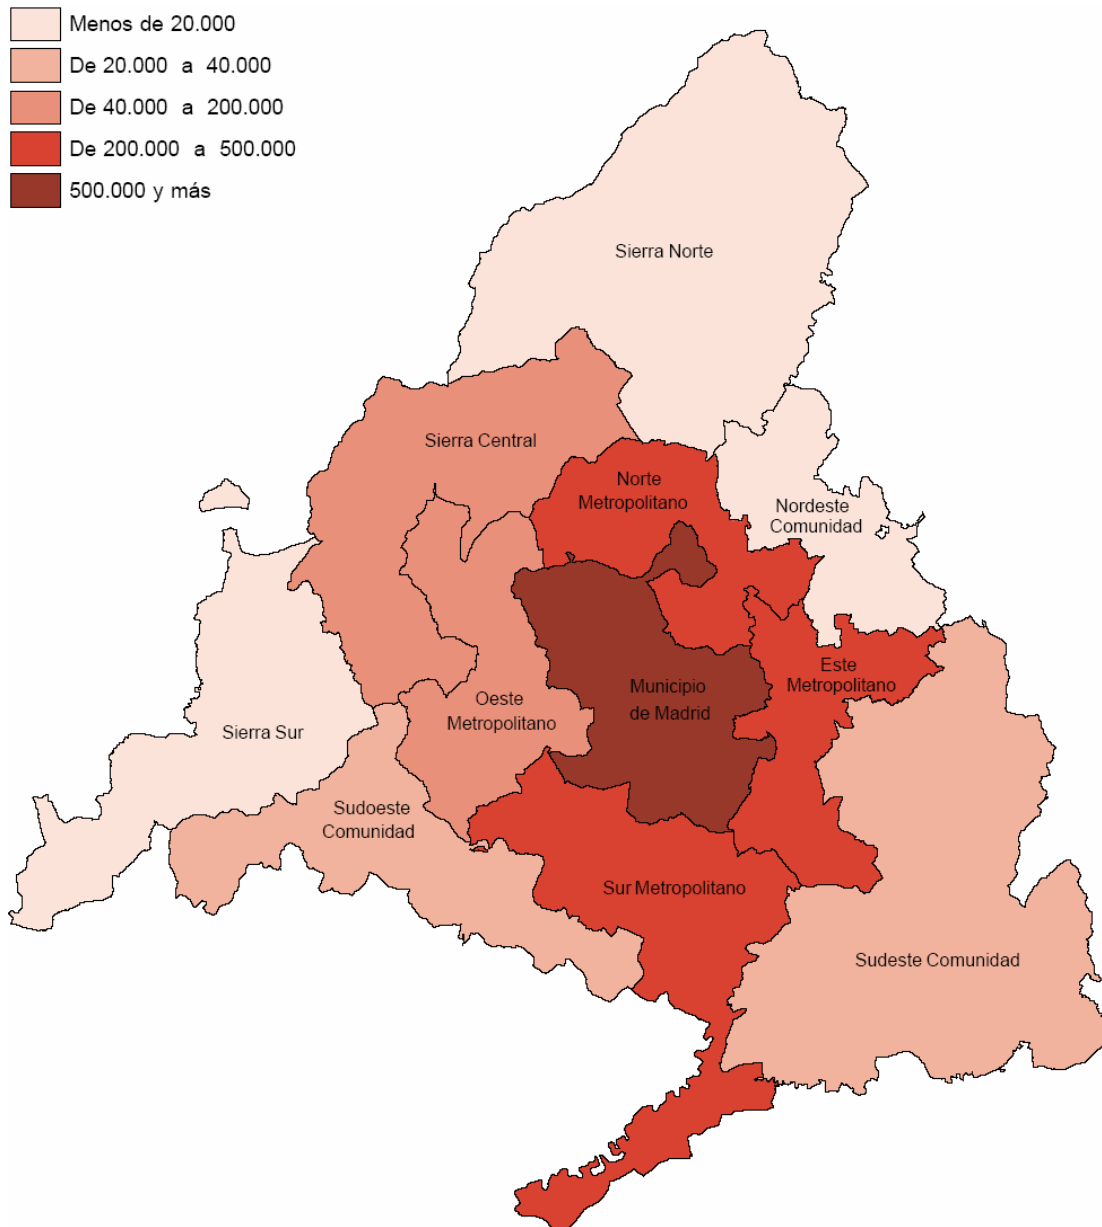 Menos de 20.000
De 20.000 a 40.000
De 40.000 a 200.000
De 200.000 a 500.000
500.000 y más
Sierra Norte
Sierra Central
Norte
Metropolitano
Nordeste
Comunidad
Este
Metropolitano
Municipio
de Madrid
Oeste
Metropolitano
Sierra Sur
Sudoeste
Comunidad
Sur Metropolitano
Sudeste Comunidad